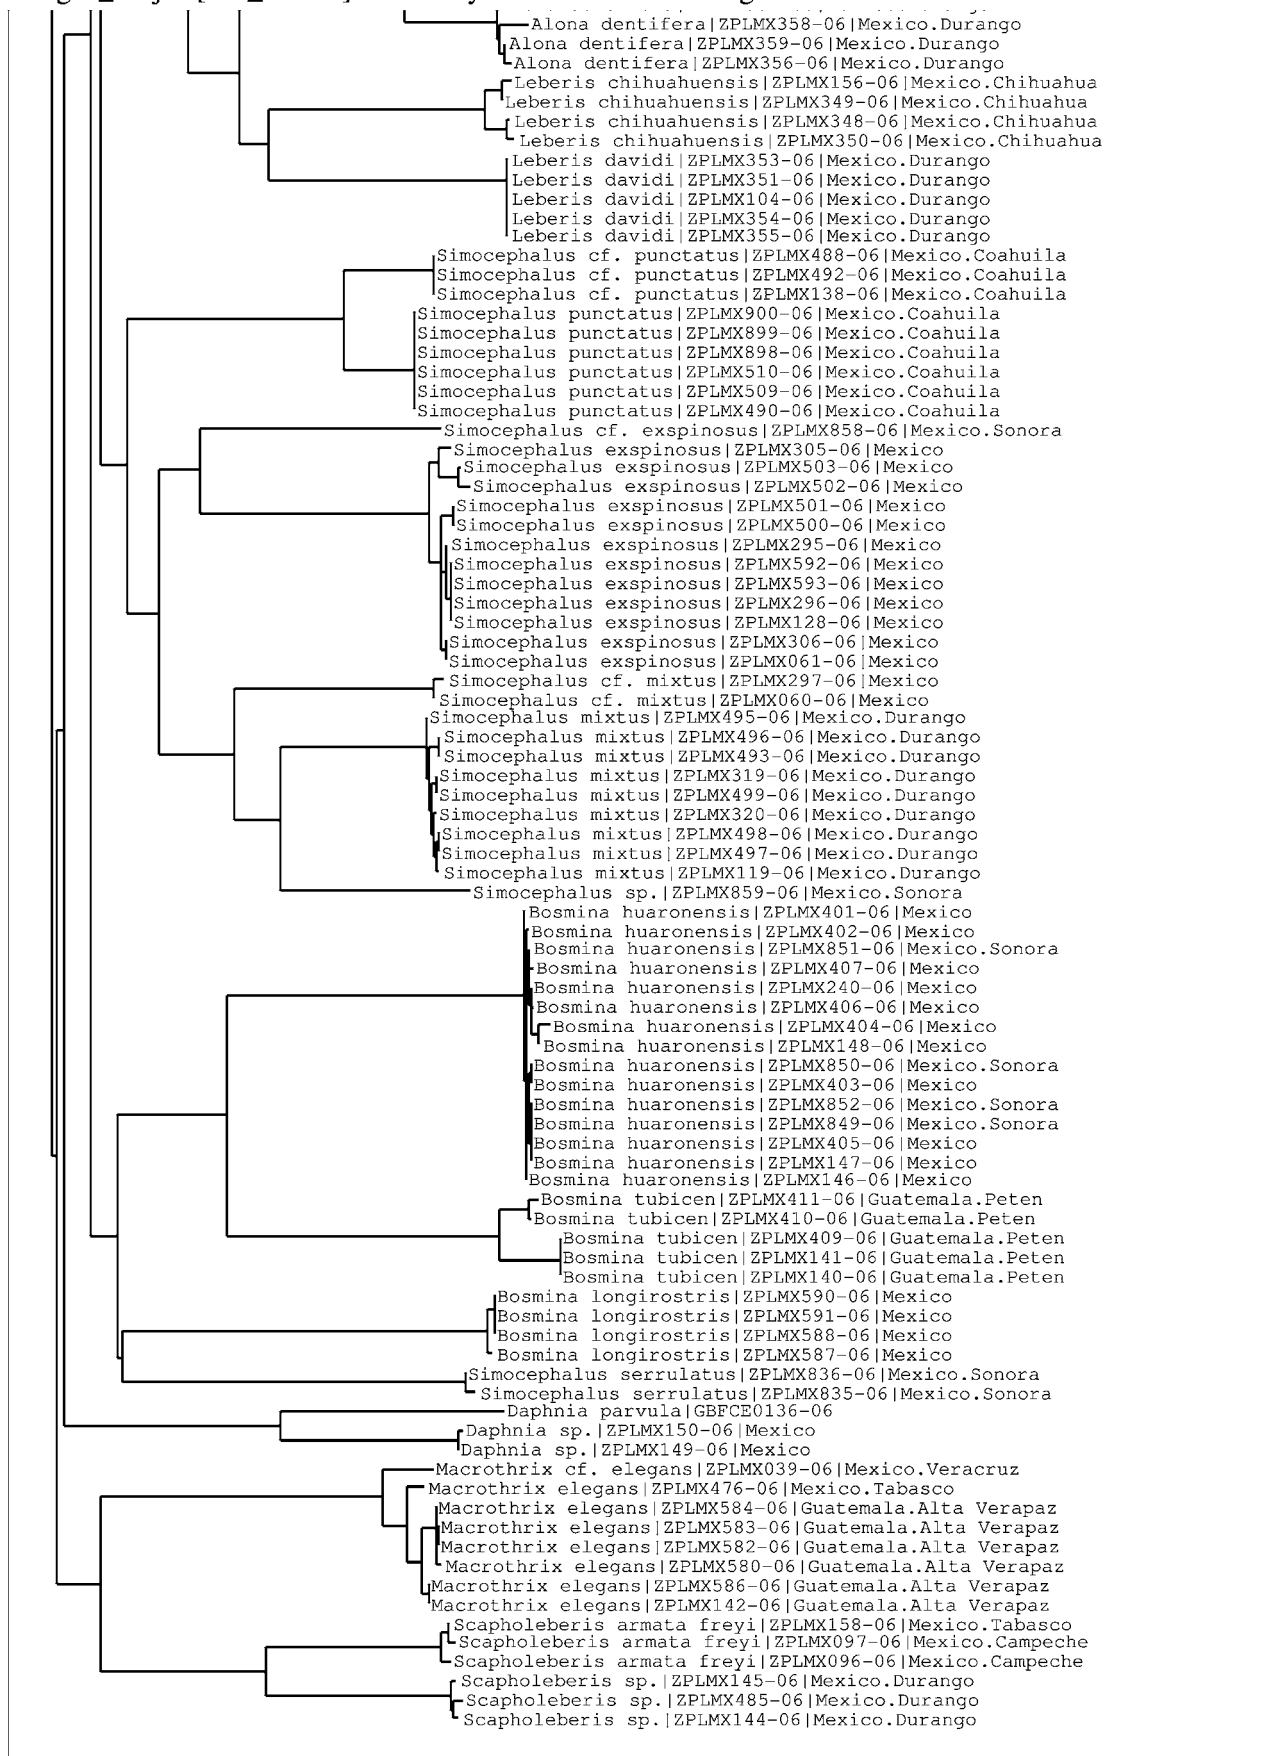 Alona dentifera|ZPLMX358-06|Mexico.Durango
Alona dentifera|ZPLMX359-06|Mexico.Durango
Alona dentifera|ZPLMX356-06|Mexico.Durango
Leberis chihuahuensis|ZPLMX156-06|Mexico.Chihuahua
Leberis chihuahuensis|ZPLMX349-06|Mexico.Chihuahua
Leberis chihuahuensis|ZPLMX348-06|Mexico.Chihuahua
Leberis chihuahuensis|ZPLMX350-06|Mexico.Chihuahua
Leberis davidi|ZPLMX353-06|Mexico.Durango
Leberis davidi|ZPLMX351-06|Mexico.Durango
Leberis davidi|ZPLMX104-06|Mexico.Durango
Leberis davidi|ZPLMX354-06|Mexico.Durango
Leberis davidi|ZPLMX355-06|Mexico.Durango
Simocephalus cf. punctatus|ZPLMX488-06|Mexico.Coahuila
Simocephalus cf. punctatus|ZPLMX492-06|Mexico.Coahuila
Simocephalus cf. punctatus|ZPLMX138-06|Mexico.Coahuila
Simocephalus punctatus|ZPLMX900-06|Mexico.Coahuila
Simocephalus punctatus|ZPLMX899-06|Mexico.Coahuila
Simocephalus punctatus|ZPLMX898-06|Mexico.Coahuila
Simocephalus punctatus|ZPLMX510-06|Mexico.Coahuila
Simocephalus punctatus|ZPLMX509-06|Mexico.Coahuila
Simocephalus punctatus|ZPLMX490-06|Mexico.Coahuila
Simocephalus cf. exspinosus|ZPLMX858-06|Mexico.Sonora
Simocephalus exspinosus|ZPLMX305-06|Mexico
Simocephalus exspinosus|ZPLMX503-06|Mexico
Simocephalus exspinosus|ZPLMX502-06|Mexico
Simocephalus exspinosus|ZPLMX501-06|Mexico
Simocephalus exspinosus|ZPLMX500-06|Mexico
Simocephalus exspinosus|ZPLMX295-06|Mexico
Simocephalus exspinosus|ZPLMX592-06|Mexico
Simocephalus exspinosus|ZPLMX593-06|Mexico
Simocephalus exspinosus|ZPLMX296-06|Mexico
Simocephalus exspinosus|ZPLMX128-06|Mexico
Simocephalus exspinosus|ZPLMX306-06|Mexico
Simocephalus exspinosus|ZPLMX061-06|Mexico
Simocephalus cf. mixtus|ZPLMX297-06|Mexico
Simocephalus cf. mixtus|ZPLMX060-06|Mexico
Simocephalus mixtus|ZPLMX495-06|Mexico.Durango
Simocephalus mixtus|ZPLMX496-06|Mexico.Durango
Simocephalus mixtus|ZPLMX493-06|Mexico.Durango
Simocephalus mixtus|ZPLMX319-06|Mexico.Durango
Simocephalus mixtus|ZPLMX499-06|Mexico.Durango
Simocephalus mixtus|ZPLMX320-06|Mexico.Durango
Simocephalus mixtus|ZPLMX498-06|Mexico.Durango
Simocephalus mixtus|ZPLMX497-06|Mexico.Durango
Simocephalus mixtus|ZPLMX119-06|Mexico.Durango
Simocephalus sp.|ZPLMX859-06|Mexico.Sonora
Bosmina huaronensis|ZPLMX401-06|Mexico
Bosmina huaronensis|ZPLMX402-06|Mexico
Bosmina huaronensis|ZPLMX851-06|Mexico.Sonora
Bosmina huaronensis|ZPLMX407-06|Mexico
Bosmina huaronensis|ZPLMX240-06|Mexico
Bosmina huaronensis|ZPLMX406-06|Mexico
Bosmina huaronensis|ZPLMX404-06|Mexico
Bosmina huaronensis|ZPLMX148-06|Mexico
Bosmina huaronensis|ZPLMX850-06|Mexico.Sonora
Bosmina huaronensis|ZPLMX403-06|Mexico
Bosmina huaronensis|ZPLMX852-06|Mexico.Sonora
Bosmina huaronensis|ZPLMX849-06|Mexico.Sonora
Bosmina huaronensis|ZPLMX405-06|Mexico
Bosmina huaronensis|ZPLMX147-06|Mexico
Bosmina huaronensis|ZPLMX146-06|Mexico
Bosmina tubicen|ZPLMX411-06|Guatemala.Peten
Bosmina tubicen|ZPLMX410-06|Guatemala.Peten
Bosmina tubicen|ZPLMX409-06|Guatemala.Peten
Bosmina tubicen|ZPLMX141-06|Guatemala.Peten
Bosmina tubicen|ZPLMX140-06|Guatemala.Peten
Bosmina longirostris|ZPLMX590-06|Mexico
Bosmina longirostris|ZPLMX591-06|Mexico
Bosmina longirostris|ZPLMX588-06|Mexico
Bosmina longirostris|ZPLMX587-06|Mexico
Simocephalus serrulatus|ZPLMX836-06|Mexico.Sonora
Simocephalus serrulatus|ZPLMX835-06|Mexico.Sonora
Daphnia parvula|GBFCE0136-06
Daphnia sp.|ZPLMX150-06|Mexico
Daphnia sp.|ZPLMX149-06|Mexico
Macrothrix cf. elegans|ZPLMX039-06|Mexico.Veracruz
Macrothrix elegans|ZPLMX476-06|Mexico.Tabasco
Macrothrix elegans|ZPLMX584-06|Guatemala.Alta Verapaz
Macrothrix elegans|ZPLMX583-06|Guatemala.Alta Verapaz
Macrothrix elegans|ZPLMX582-06|Guatemala.Alta Verapaz
Macrothrix elegans|ZPLMX580-06|Guatemala.Alta Verapaz
Macrothrix elegans|ZPLMX586-06|Guatemala.Alta Verapaz
Macrothrix elegans|ZPLMX142-06|Guatemala.Alta Verapaz
Scapholeberis armata freyi|ZPLMX158-06|Mexico.Tabasco
Scapholeberis armata freyi|ZPLMX097-06|Mexico.Campeche
Scapholeberis armata freyi|ZPLMX096-06|Mexico.Campeche
Scapholeberis sp.|ZPLMX145-06|Mexico.Durango
Scapholeberis sp.|ZPLMX485-06|Mexico.Durango
Scapholeberis sp.|ZPLMX144-06|Mexico.Durango